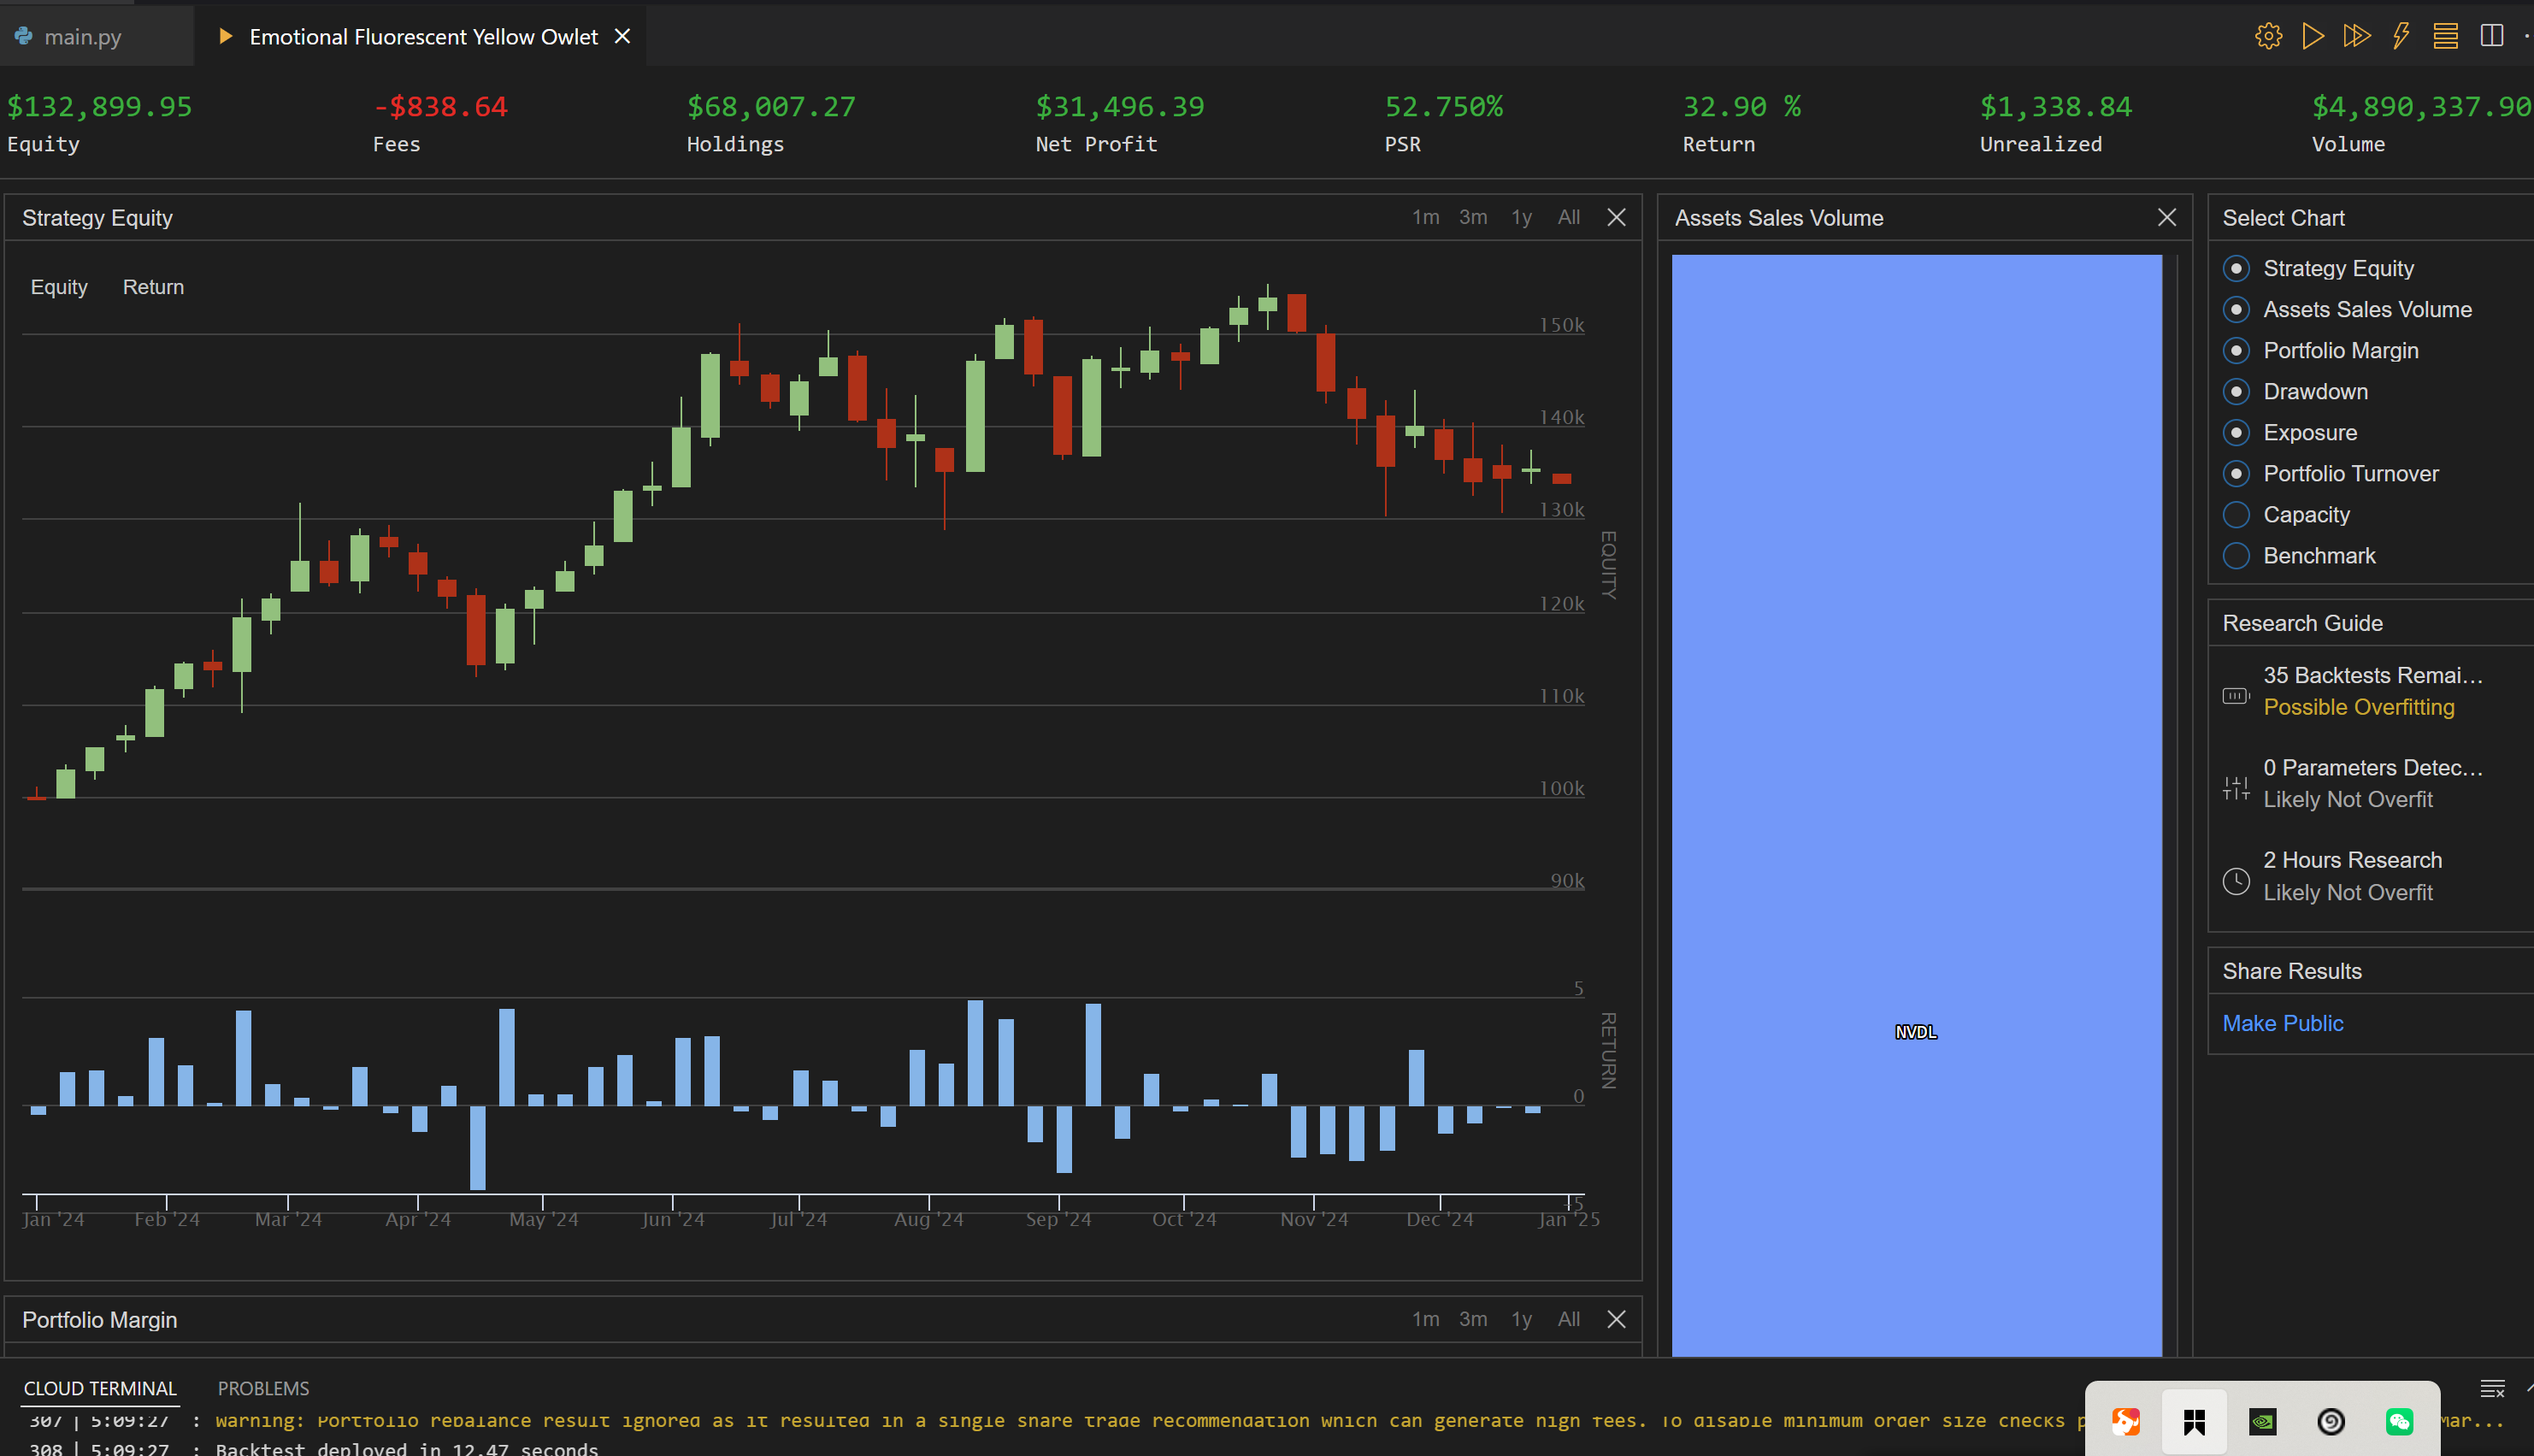 main.py
Emotional Fluorescent Yellow Owlet
$132,899.95
Equity
-$838.64
Fees
$68,007.27
Holdings
$31,496.39
Net Profit
52.750%
PSR
32.90 %
Return
$1,338.84
Unrealized
$4,890,337.90
Volume
Strategy Equity
1m 3m 1y All
Equity Return
150k
140k
130k
120k
110k
100k
90k
EQUITY
5
0
-5
RETURN
Jan '24 Feb '24 Mar '24 Apr '24 May '24 Jun '24 Jul '24 Aug '24 Sep '24 Oct '24 Nov '24 Dec '24 Jan '25
Assets Sales Volume
NVDL
Select Chart
Strategy Equity
Assets Sales Volume
Portfolio Margin
Drawdown
Exposure
Portfolio Turnover
Capacity
Benchmark
Research Guide
35 Backtests Remai...
Possible Overfitting
0 Parameters Detec...
Likely Not Overfit
2 Hours Research
Likely Not Overfit
Share Results
Make Public
Portfolio Margin
1m 3m 1y All
CLOUD TERMINAL PROBLEMS
307 | 5:09:27 : Warning: Portfolio rebalance result ignored as it resulted in a single share trade recommendation which can generate high fees. To disable minimum order size checks
308 | 5:09:27 : Backtest deployed in 12.47 seconds